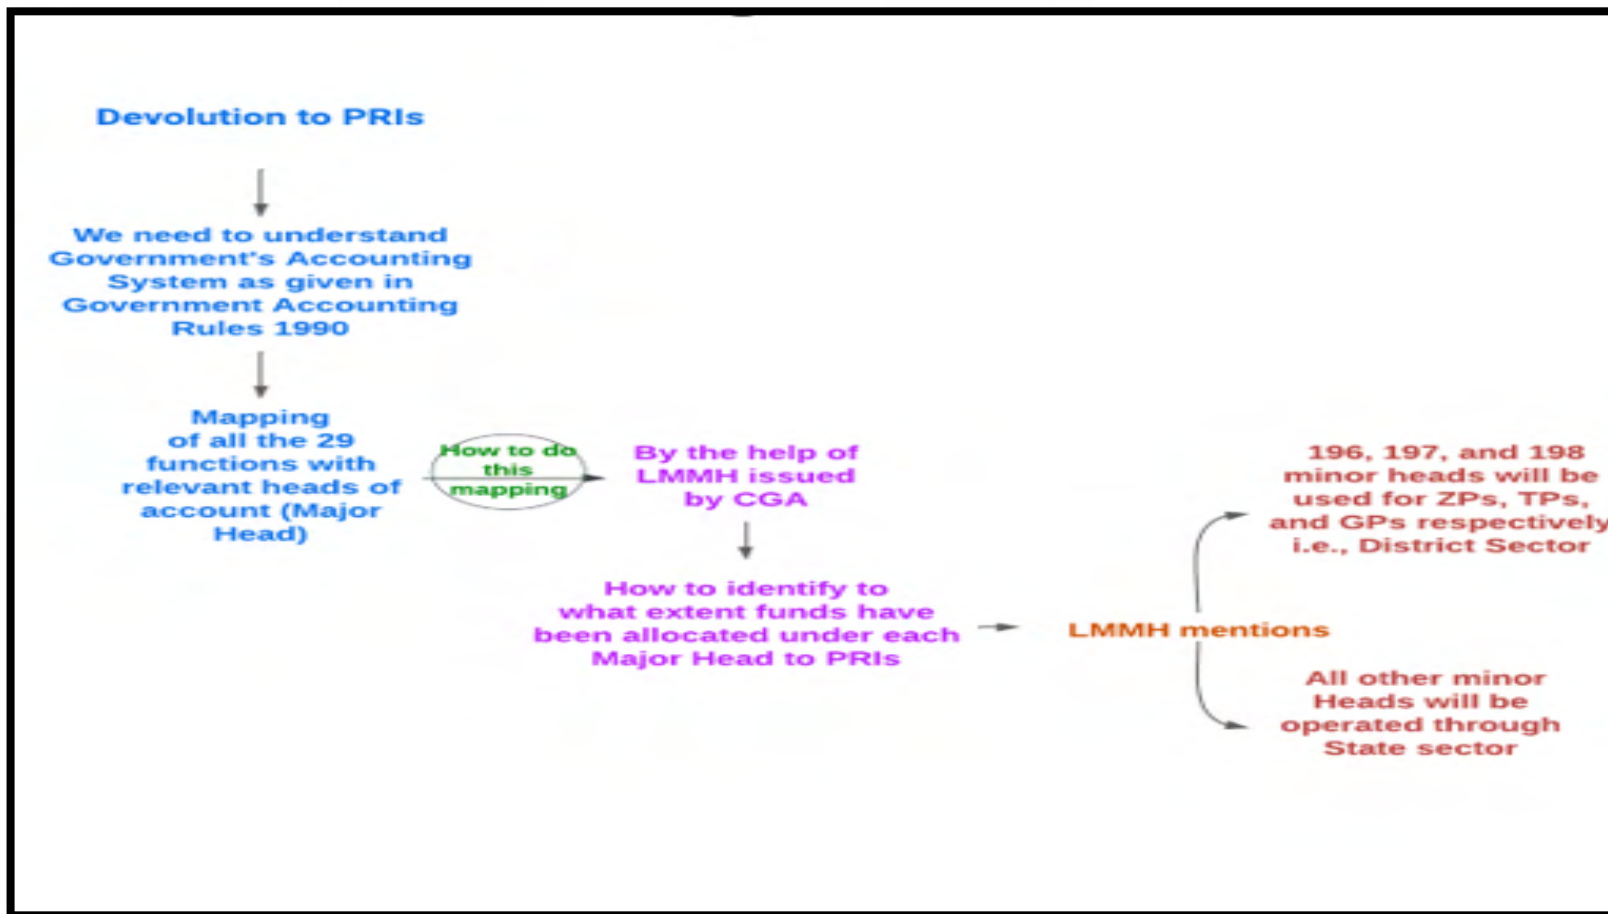 Devolution to PRIs
We need to understand
Government's Accounting
System as given in
Government Accounting
Rules 1990
Mapping
of all the 29
functions with
relevant heads of
account (Major
Head)
How to do
this
mapping
By the help of
LMMH issued
by CGA
How to identify to
what extent funds have
been allocated under each
Major Head to PRIs
LMMH mentions
196, 197, and 198
minor heads will be
used for ZPs, TPs,
and GPs respectively
i.e., District Sector
All other minor
Heads will be
operated through
State sector